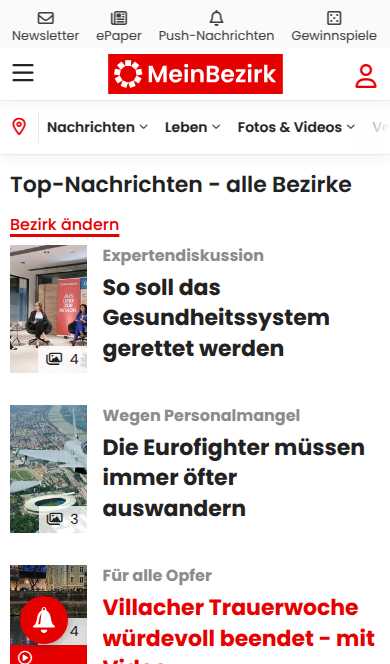 Newsletter
ePaper
Push-Nachrichten
Gewinnspiele
MeinBezirk
Nachrichten
Leben
Fotos & Videos
Top-Nachrichten - alle Bezirke
Bezirk ändern
Expertendiskussion
So soll das
Gesundheitssystem
gerettet werden
4
Wegen Personalmangel
Die Eurofighter müssen
immer öfter
auswandern
3
Für alle Opfer
Villacher Trauerwoche
würdevoll beendet - mit
Video
4